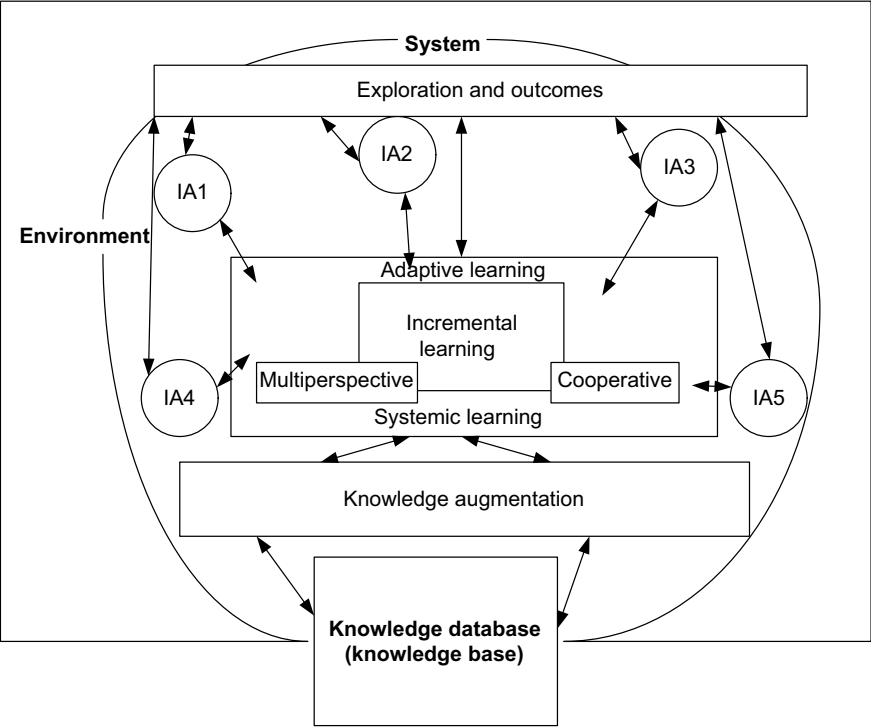 System
Exploration and outcomes
IA1
IA2
IA3
Environment
Adaptive learning
Incremental
learning
Multiperspective
Cooperative
IA4
IA5
Systemic learning
Knowledge augmentation
Knowledge database
(knowledge base)